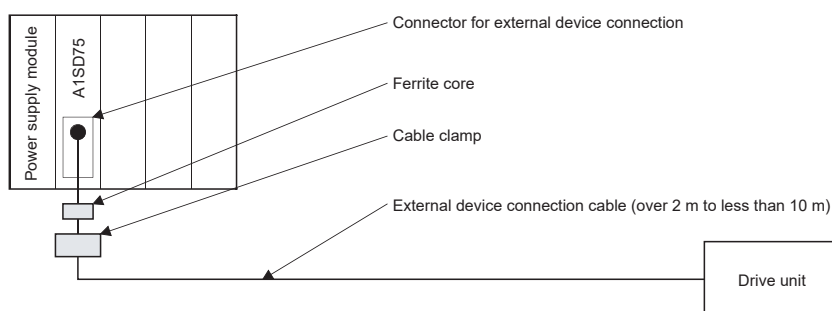 Connector for external device connection
Power supply module
A1SD75
Ferrite core
Cable clamp
External device connection cable (over 2 m to less than 10 m)
Drive unit